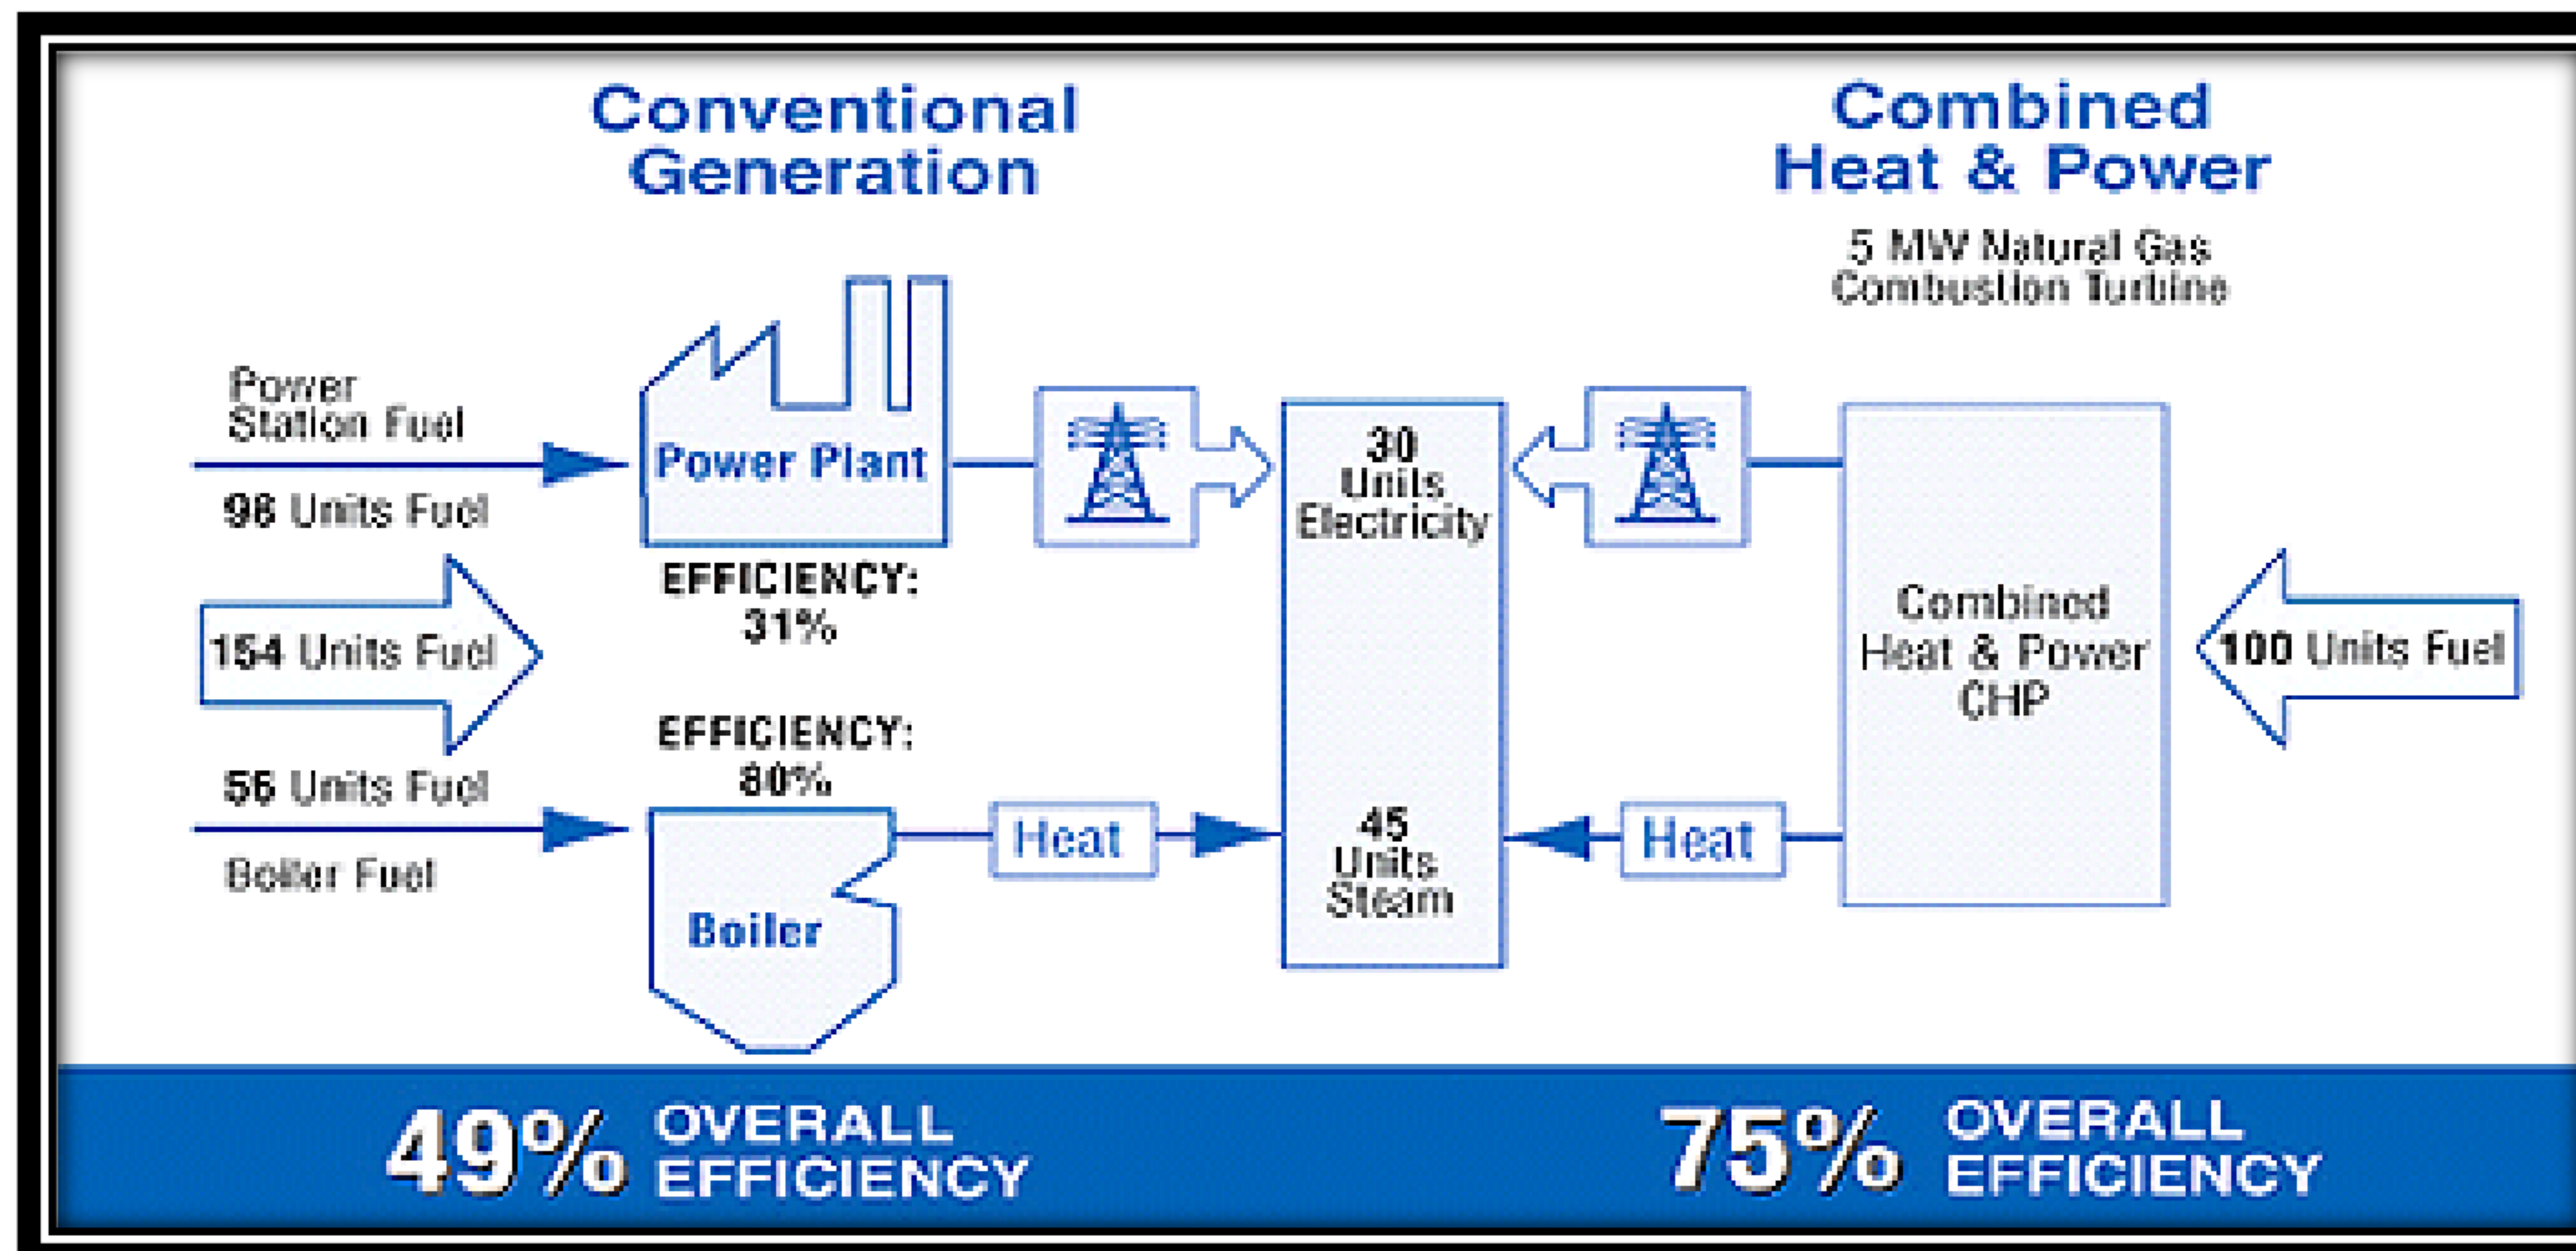 Conventional
Generation
Combined
Heat & Power
5 MW Natural Gas
Combustion Turbine
Power
Station Fuel
98 Units Fuel
Power Plant
EFFICIENCY:
31%
154 Units Fuel
EFFICIENCY:
80%
56 Units Fuel
Boiler Fuel
Boiler
Heat
30
Units
Electricity
45
Units
Steam
Heat
Combined
Heat & Power
CHP
100 Units Fuel
49% OVERALL
EFFICIENCY
75% OVERALL
EFFICIENCY